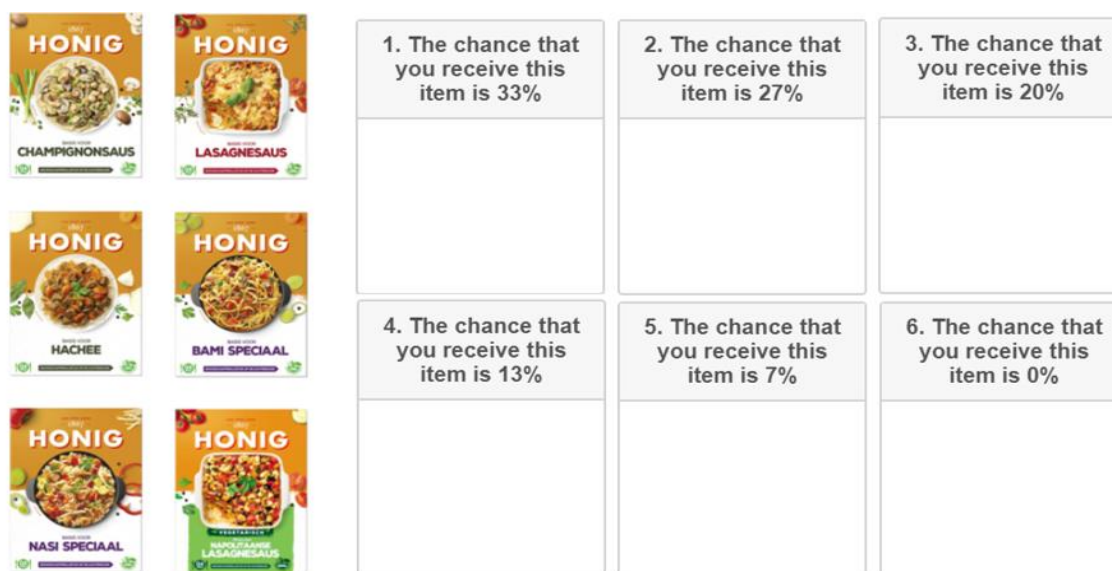 HONIG
CHAMPIGNONSAUS
HONIG
LASAGNESAUS
HONIG
HACHEE
HONIG
BAMI SPECIAAL
HONIG
NASI SPECIAAL
HONIG
VEGETARISCH
NAPOLITAANSE
LASAGNESAUS
1. The chance that
you receive this
item is 33%
2. The chance that
you receive this
item is 27%
3. The chance that
you receive this
item is 20%
4. The chance that
you receive this
item is 13%
5. The chance that
you receive this
item is 7%
6. The chance that
you receive this
item is 0%